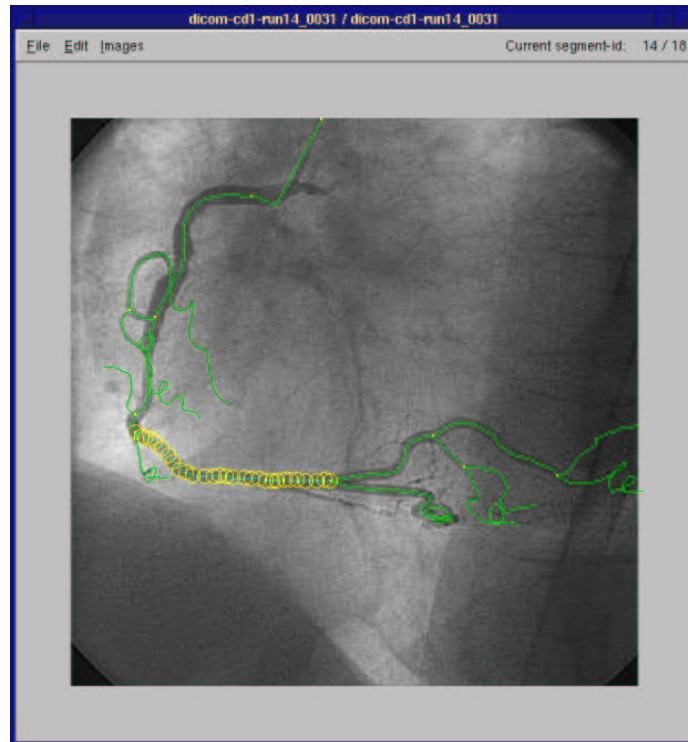 dicom-cd1-run14_0031 / dicom-cd1-run14_0031
File Edit Images Current segment-id: 14 / 18